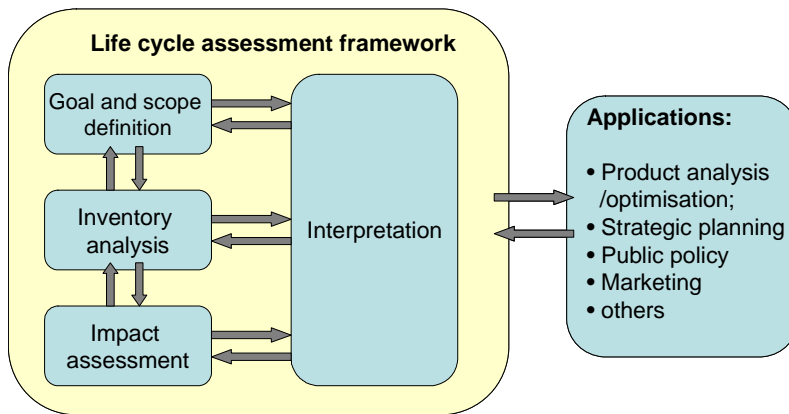 Life cycle assessment framework
Goal and scope
definition
Inventory
analysis
Impact
assessment
Interpretation
Applications:
• Product analysis
/optimisation;
• Strategic planning
• Public policy
• Marketing
• others